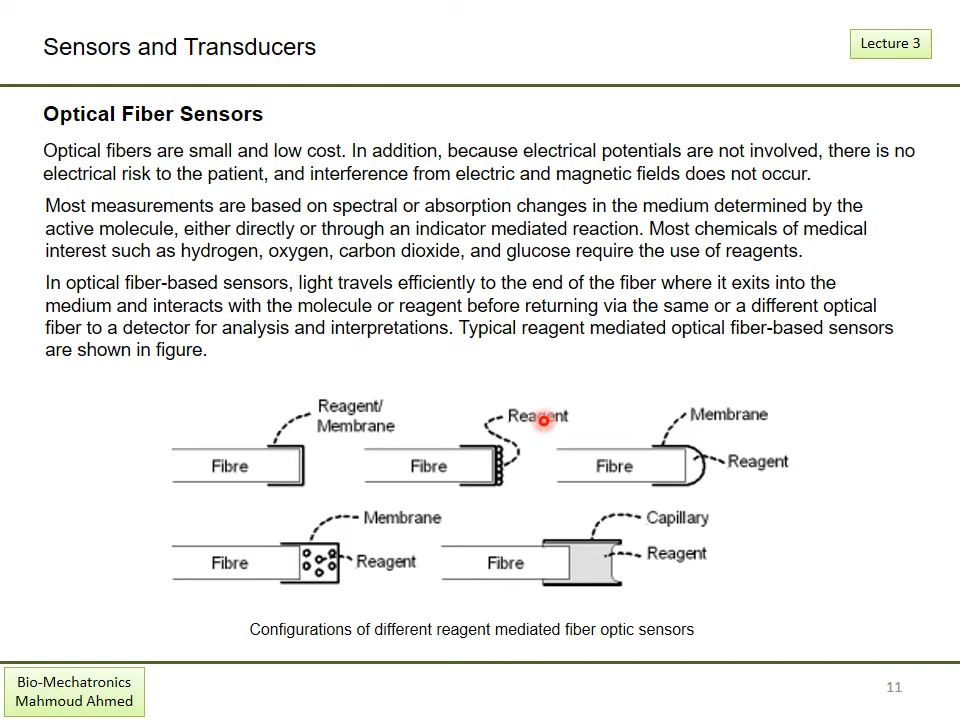 Sensors and Transducers
Lecture 3
Optical Fiber Sensors
Optical fibers are small and low cost. In addition, because electrical potentials are not involved, there is no
electrical risk to the patient, and interference from electric and magnetic fields does not occur.
Most measurements are based on spectral or absorption changes in the medium determined by the
active molecule, either directly or through an indicator mediated reaction. Most chemicals of medical
interest such as hydrogen, oxygen, carbon dioxide, and glucose require the use of reagents.
In optical fiber-based sensors, light travels efficiently to the end of the fiber where it exits into the
medium and interacts with the molecule or reagent before returning via the same or a different optical
fiber to a detector for analysis and interpretations. Typical reagent mediated optical fiber-based sensors
are shown in figure.
Reagent/
Membrane
Fibre
Reagent
Fibre
Membrane
Fibre
Reagent
Membrane
Fibre
Reagent
Capillary
Fibre
Reagent
Configurations of different reagent mediated fiber optic sensors
Bio-Mechatronics
Mahmoud Ahmed
11